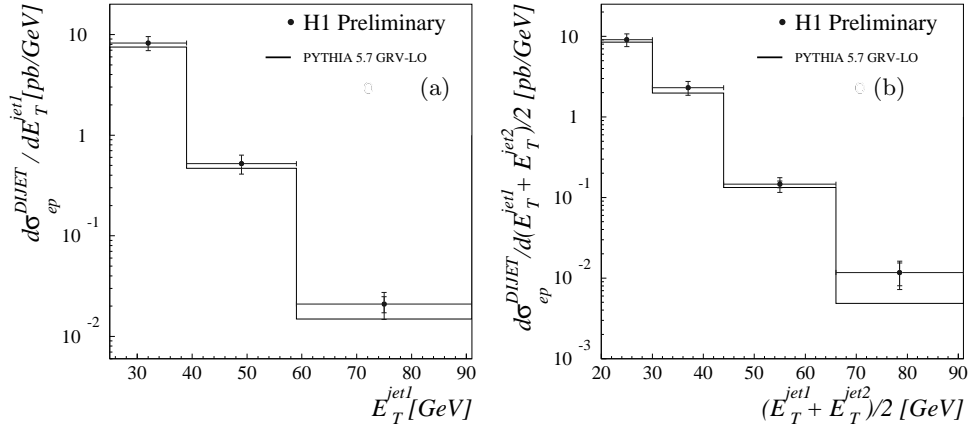 dσ_ep^DIJET / dE_T^jet1 [pb/GeV]
10
1
10^-1
10^-2
H1 Preliminary
PYTHIA 5.7 GRV-LO
(a)
30 40 50 60 70 80 90
E_T^jet1 [GeV]
dσ_ep^DIJET/d(E_T^jet1 + E_T^jet2)/2 [pb/GeV]
10
1
10^-1
10^-2
10^-3
H1 Preliminary
PYTHIA 5.7 GRV-LO
(b)
20 30 40 50 60 70 80 90
(E_T^jet1 + E_T^jet2)/2 [GeV]